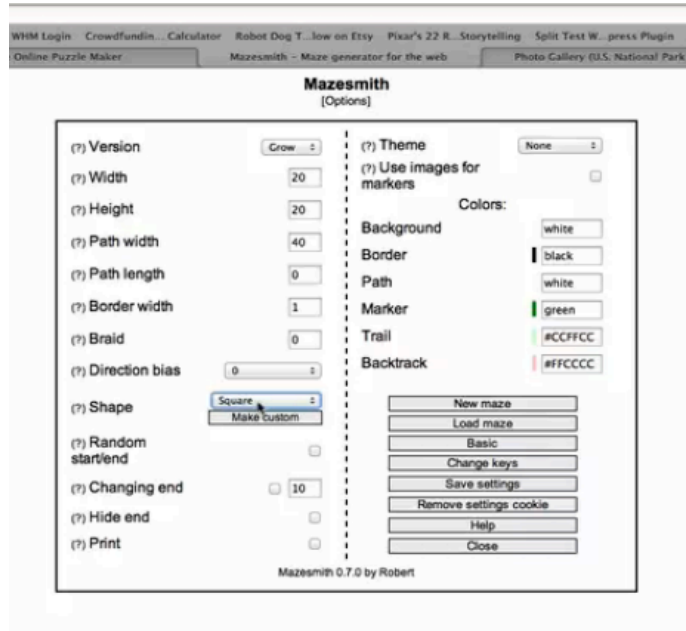 WHM Login Crowdfundin... Calculator Robot Dog T...low on Etsy Pixar's 22 R...Storytelling Split Test W...press Plugin
Online Puzzle Maker Mazesmith - Maze generator for the web Photo Gallery (U.S. National Park
Mazesmith
[Options]
(?) Version Grow
(?) Width 20
(?) Height 20
(?) Path width 40
(?) Path length 0
(?) Border width 1
(?) Braid 0
(?) Direction bias 0
(?) Shape Square
Make custom
(?) Random
start/end
(?) Changing end 10
(?) Hide end
(?) Print
(?) Theme None
(?) Use images for
markers
Colors:
Background white
Border black
Path white
Marker green
Trail #CCFFCC
Backtrack #FFCCCC
New maze
Load maze
Basic
Change keys
Save settings
Remove settings cookie
Help
Close
Mazesmith 0.7.0 by Robert